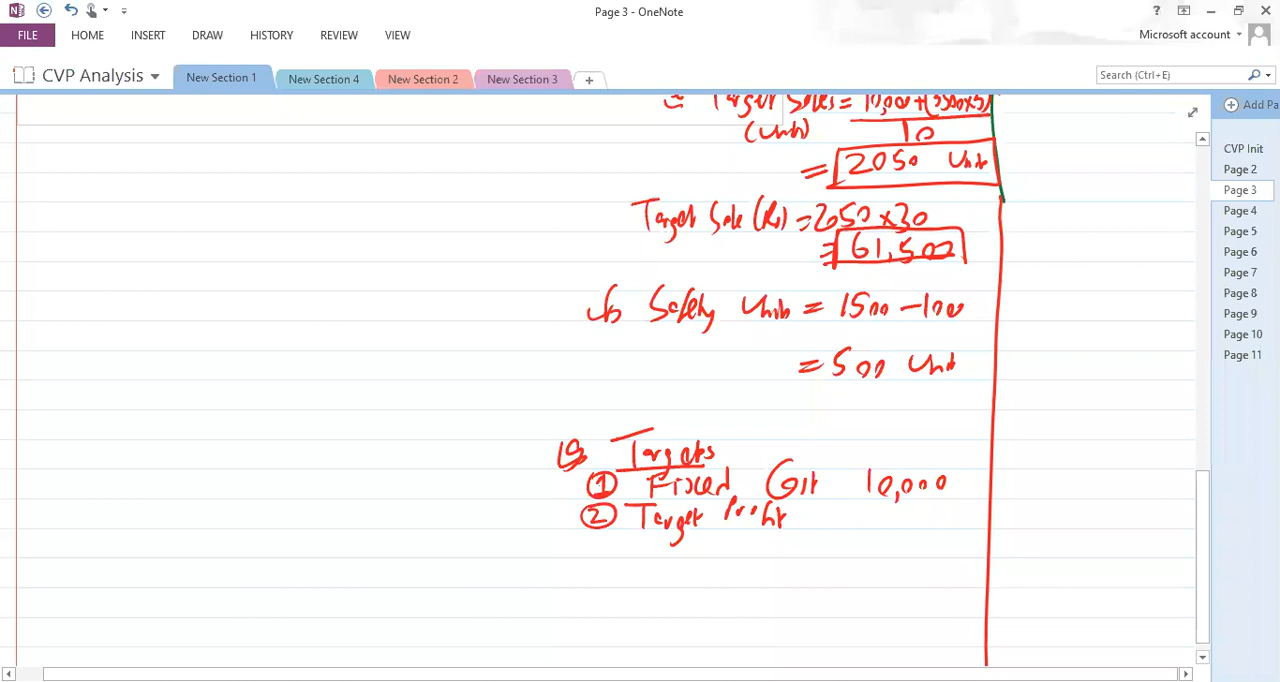 Page 3 - OneNote
FILE HOME INSERT DRAW HISTORY REVIEW VIEW
Microsoft account
CVP Analysis New Section 1 New Section 4 New Section 2 New Section 3
Search (Ctrl+E)
Add Pa
CVP Init
Page 2
Page 3
Page 4
Page 5
Page 6
Page 7
Page 8
Page 9
Page 10
Page 11
Target Sales =
(Unit) 10
= 2050 Unit
Target Sale (Rs) = 2050 x 30
= 61,500
Safety Unit = 1500 - 1000
= 500 Unit
Targets
① Fixed Cost 10,000
② Target Profit